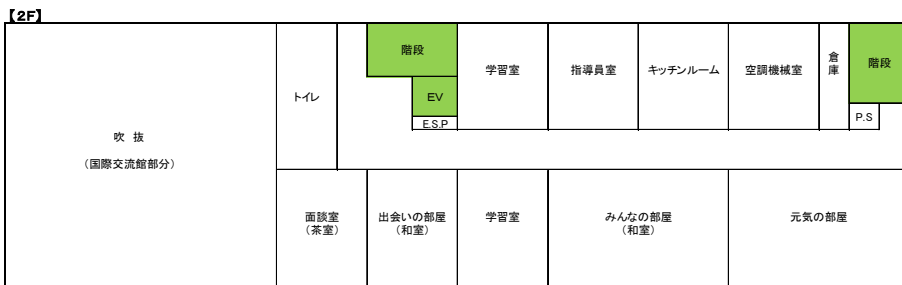 【2F】
階段
学習室
指導員室
キッチンルーム
空調機械室
倉庫
階段
トイレ
EV
E.S.P
P.S
吹 抜
（国際交流館部分）
面談室
（茶室）
出会いの部屋
（和室）
学習室
みんなの部屋
（和室）
元気の部屋